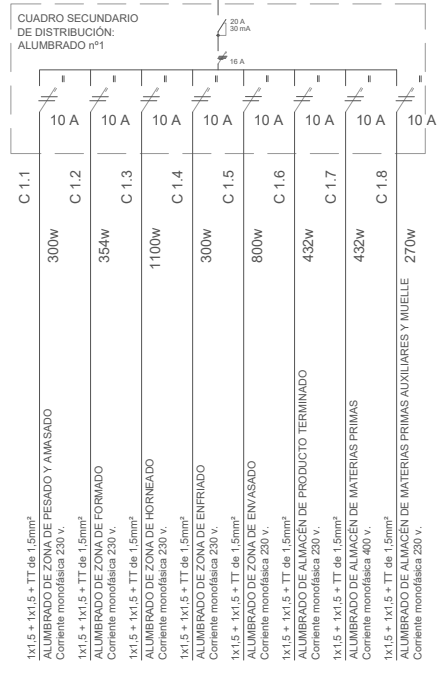 CUADRO SECUNDARIO
DE DISTRIBUCIÓN:
ALUMBRADO nº1
20 A
30 mA
16 A
II
10 A
II
10 A
II
10 A
II
10 A
II
10 A
II
10 A
II
10 A
II
10 A
C 1.1
300w
1x1,5 + 1x1,5 + TT de 1,5mm²
ALUMBRADO DE ZONA DE PESADO Y AMASADO
Corriente monofásica 230 v.
C 1.2
354w
1x1,5 + 1x1,5 + TT de 1,5mm²
ALUMBRADO DE ZONA DE FORMADO
Corriente monofásica 230 v.
C 1.3
1100w
1x1,5 + 1x1,5 + TT de 1,5mm²
ALUMBRADO DE ZONA DE HORNEADO
Corriente monofásica 230 v.
C 1.4
300w
1x1,5 + 1x1,5 + TT de 1,5mm²
ALUMBRADO DE ZONA DE ENFRIADO
Corriente monofásica 230 v.
C 1.5
800w
1x1,5 + 1x1,5 + TT de 1,5mm²
ALUMBRADO DE ZONA DE ENVASADO
Corriente monofásica 230 v.
C 1.6
432w
1x1,5 + 1x1,5 + TT de 1,5mm²
ALUMBRADO DE ALMACÉN DE PRODUCTO TERMINADO
Corriente monofásica 230 v.
C 1.7
432w
1x1,5 + 1x1,5 + TT de 1,5mm²
ALUMBRADO DE ALMACÉN DE MATERIAS PRIMAS
Corriente monofásica 400 v.
C 1.8
270w
1x1,5 + 1x1,5 + TT de 1,5mm²
ALUMBRADO DE ALMACÉN DE MATERIAS PRIMAS AUXILIARES Y MUELLE
Corriente monofásica 230 v.